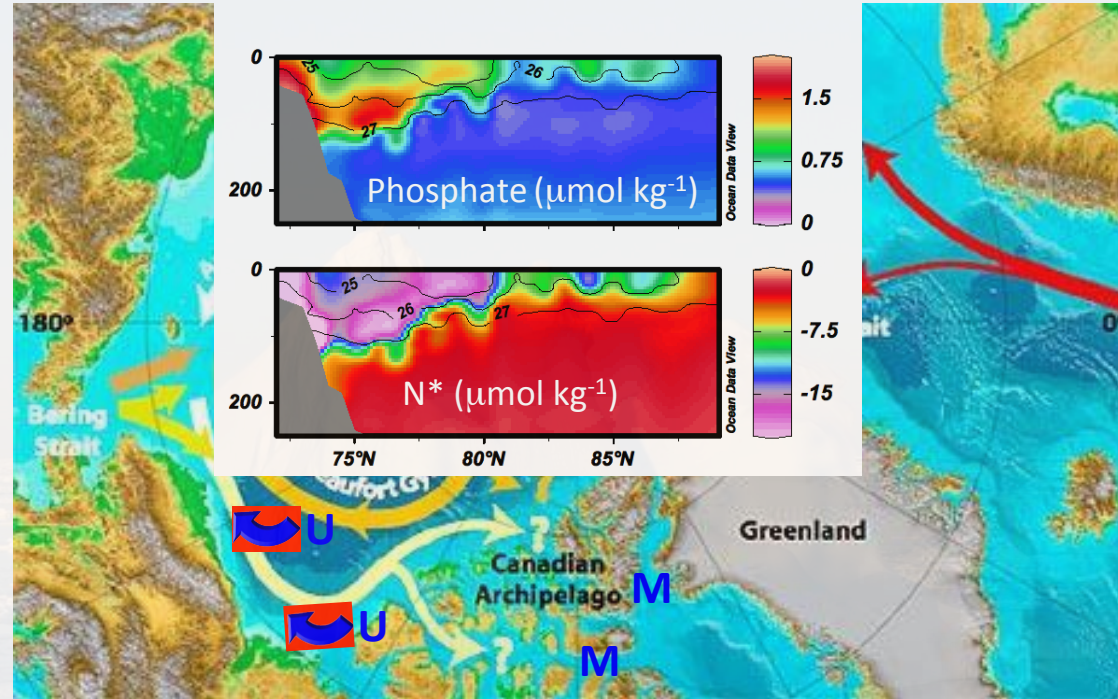 0
200
25
26
27
Phosphate (μmol kg-1)
Ocean Data View
1.5
0.75
0
0
200
25
26
27
N* (μmol kg-1)
Ocean Data View
0
-7.5
-15
75°N
80°N
85°N
180°
Bering
Strait
ait
0
aufort Gy
U
U
?
?
Canadian
Archipelago
M
M
Greenland